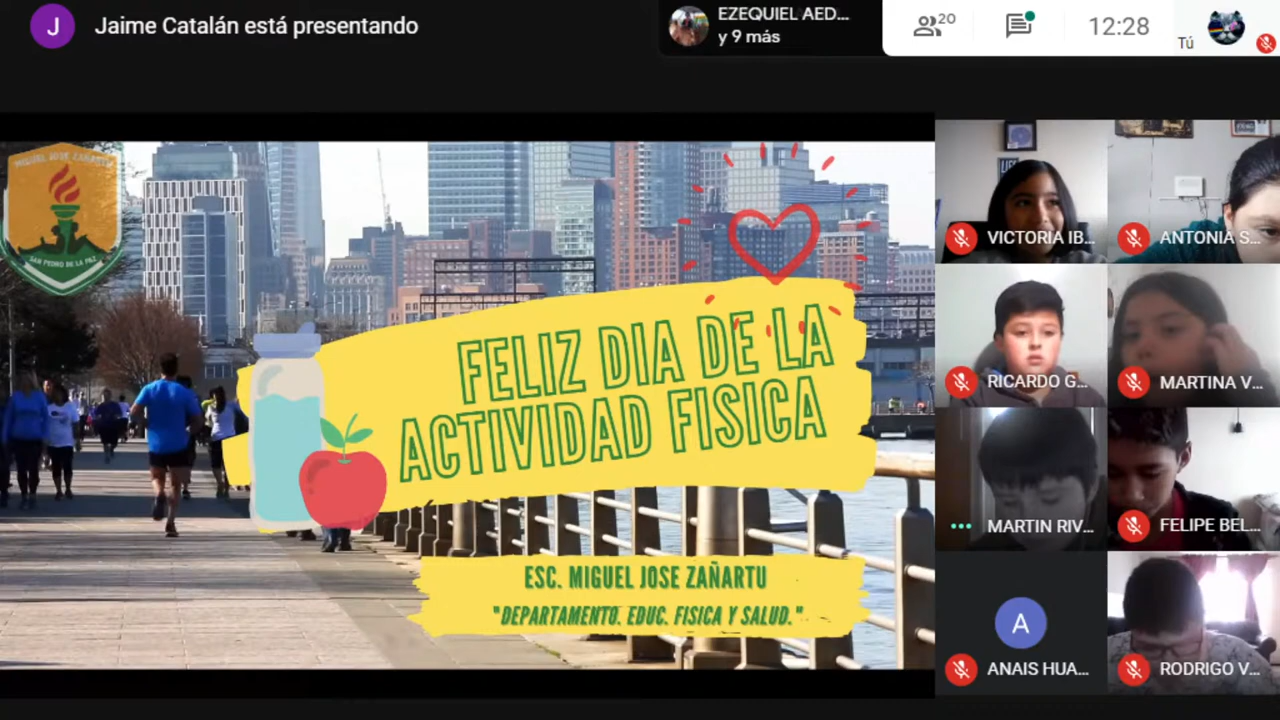 J
Jaime Catalán está presentando
EZEQUIEL AED...
y 9 más
20
12:28
Tú
MIGUEL JOSE ZAÑARTU
SAN PEDRO DE LA PAZ
FELIZ DIA DE LA
ACTIVIDAD FISICA
ESC. MIGUEL JOSE ZAÑARTU
"DEPARTAMENTO. EDUC. FISICA Y SALUD."
VICTORIA IB...
ANTONIA S...
RICARDO G...
MARTINA V...
MARTIN RIV...
FELIPE BEL...
A
ANAIS HUA...
RODRIGO V...